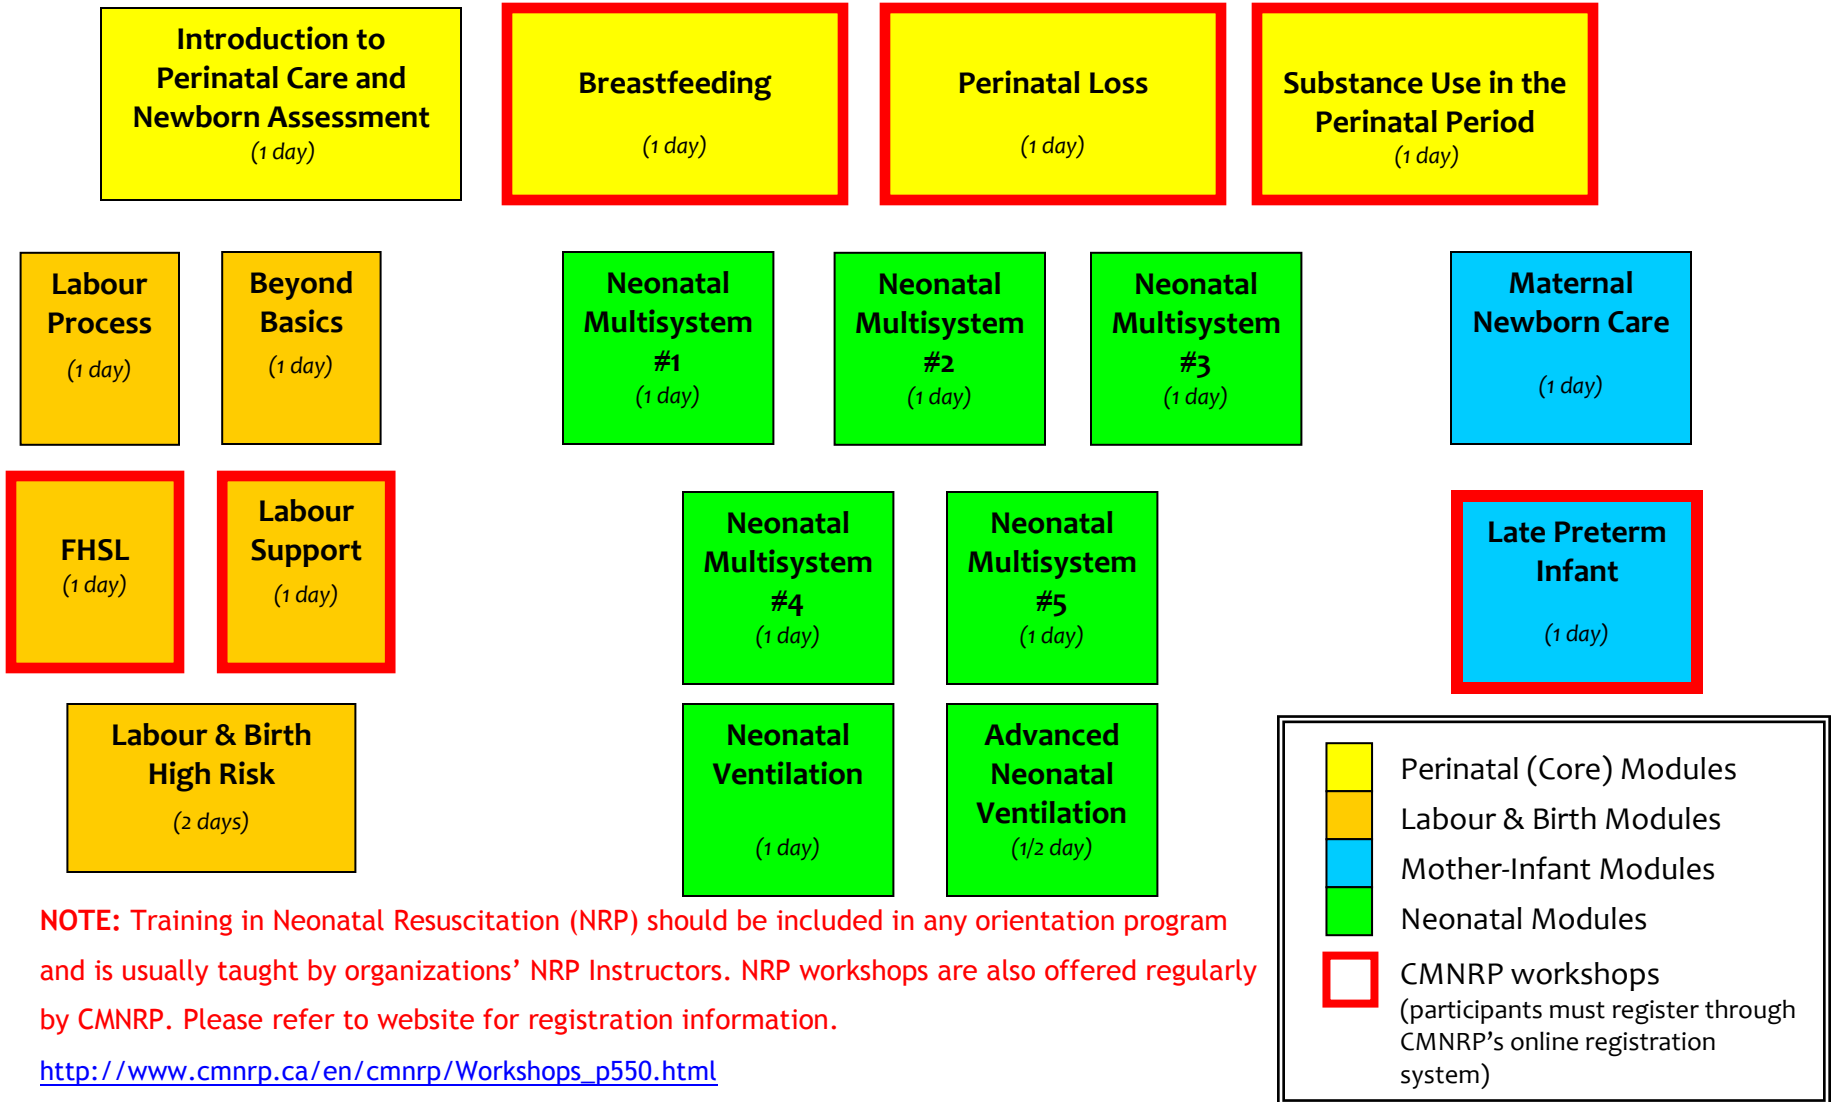 Introduction to
Perinatal Care and
Newborn Assessment
(1 day)
Breastfeeding
(1 day)
Perinatal Loss
(1 day)
Substance Use in the
Perinatal Period
(1 day)
Labour
Process
(1 day)
Beyond
Basics
(1 day)
Neonatal
Multisystem
#1
(1 day)
Neonatal
Multisystem
#2
(1 day)
Neonatal
Multisystem
#3
(1 day)
Maternal
Newborn Care
(1 day)
FHSL
(1 day)
Labour
Support
(1 day)
Neonatal
Multisystem
#4
(1 day)
Neonatal
Multisystem
#5
(1 day)
Late Preterm
Infant
(1 day)
Labour & Birth
High Risk
(2 days)
Neonatal
Ventilation
(1 day)
Advanced
Neonatal
Ventilation
(1/2 day)
Perinatal (Core) Modules
Labour & Birth Modules
Mother-Infant Modules
Neonatal Modules
CMNRP workshops
(participants must register through
CMNRP's online registration
system)
NOTE: Training in Neonatal Resuscitation (NRP) should be included in any orientation program
and is usually taught by organizations' NRP Instructors. NRP workshops are also offered regularly
by CMNRP. Please refer to website for registration information.
http://www.cmnrp.ca/en/cmnrp/Workshops_p550.html